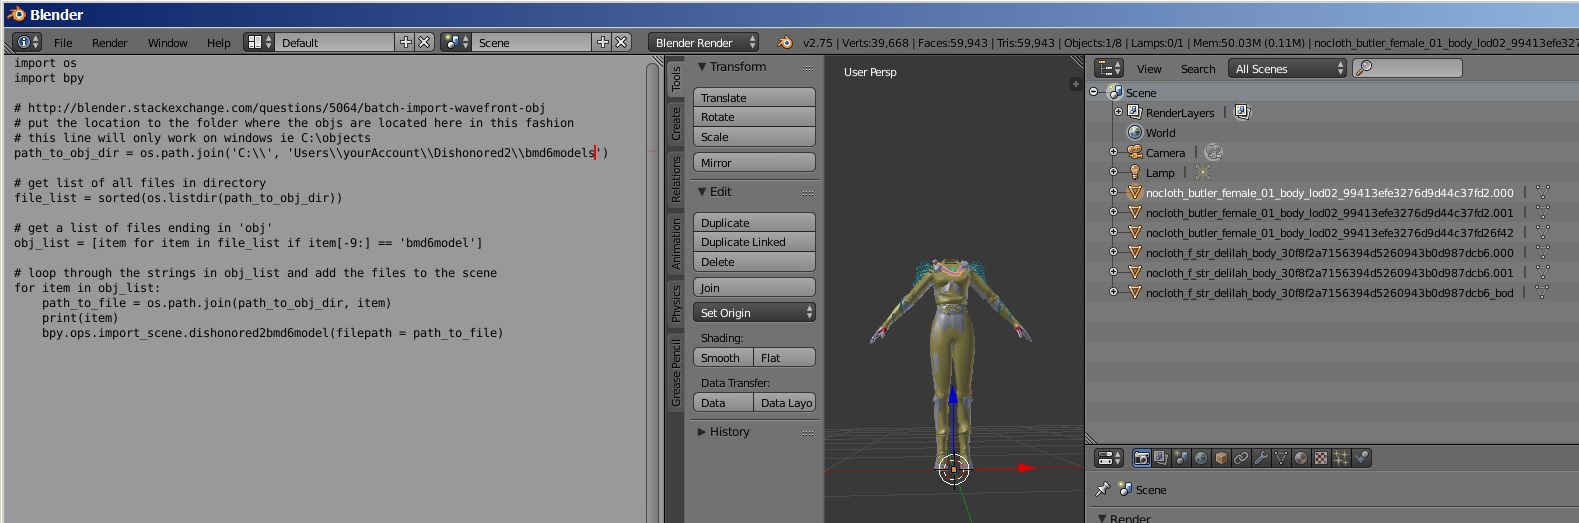 Blender
File Render Window Help Default Scene Blender Render v2.75 | Verts:39,668 | Faces:59,943 | Tris:59,943 | Objects:1/8 | Lamps:0/1 | Mem:50.03M (0.11M) | nocloth_butler_female_01_body_lod02_99413efe327
import os
import bpy

# http://blender.stackexchange.com/questions/5064/batch-import-wavefront-obj
# put the location to the folder where the objs are located here in this fashion
# this line will only work on windows ie C:\objects
path_to_obj_dir = os.path.join('C:\\', 'Users\\yourAccount\\Dishonored2\\bmd6models')

# get list of all files in directory
file_list = sorted(os.listdir(path_to_obj_dir))

# get a list of files ending in 'obj'
obj_list = [item for item in file_list if item[-9:] == 'bmd6model']

# loop through the strings in obj_list and add the files to the scene
for item in obj_list:
    path_to_file = os.path.join(path_to_obj_dir, item)
    print(item)
    bpy.ops.import_scene.dishonored2bmd6model(filepath = path_to_file)
Tools
Create
Relations
Animation
Physics
Grease Pencil
Transform
Translate
Rotate
Scale
Mirror
Edit
Duplicate
Duplicate Linked
Delete
Join
Set Origin
Shading:
Smooth Flat
Data Transfer:
Data Data Layo
History
User Persp
View Search All Scenes
Scene
RenderLayers
World
Camera
Lamp
nocloth_butler_female_01_body_lod02_99413efe3276d9d44c37fd2.000
nocloth_butler_female_01_body_lod02_99413efe3276d9d44c37fd2.001
nocloth_butler_female_01_body_lod02_99413efe3276d9d44c37fd26f42
nocloth_f_str_delilah_body_30f8f2a7156394d5260943b0d987dcb6.000
nocloth_f_str_delilah_body_30f8f2a7156394d5260943b0d987dcb6.001
nocloth_f_str_delilah_body_30f8f2a7156394d5260943b0d987dcb6_bod
Scene
Render